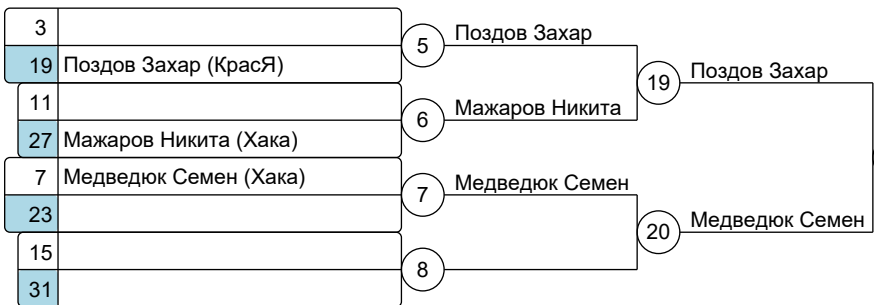 3
19 Поздов Захар (КрасЯ)
11
27 Мажаров Никита (Хака)
7 Медведюк Семен (Хака)
23
15
31
5 Поздов Захар
6 Мажаров Никита
7 Медведюк Семен
8
19 Поздов Захар
20 Медведюк Семен